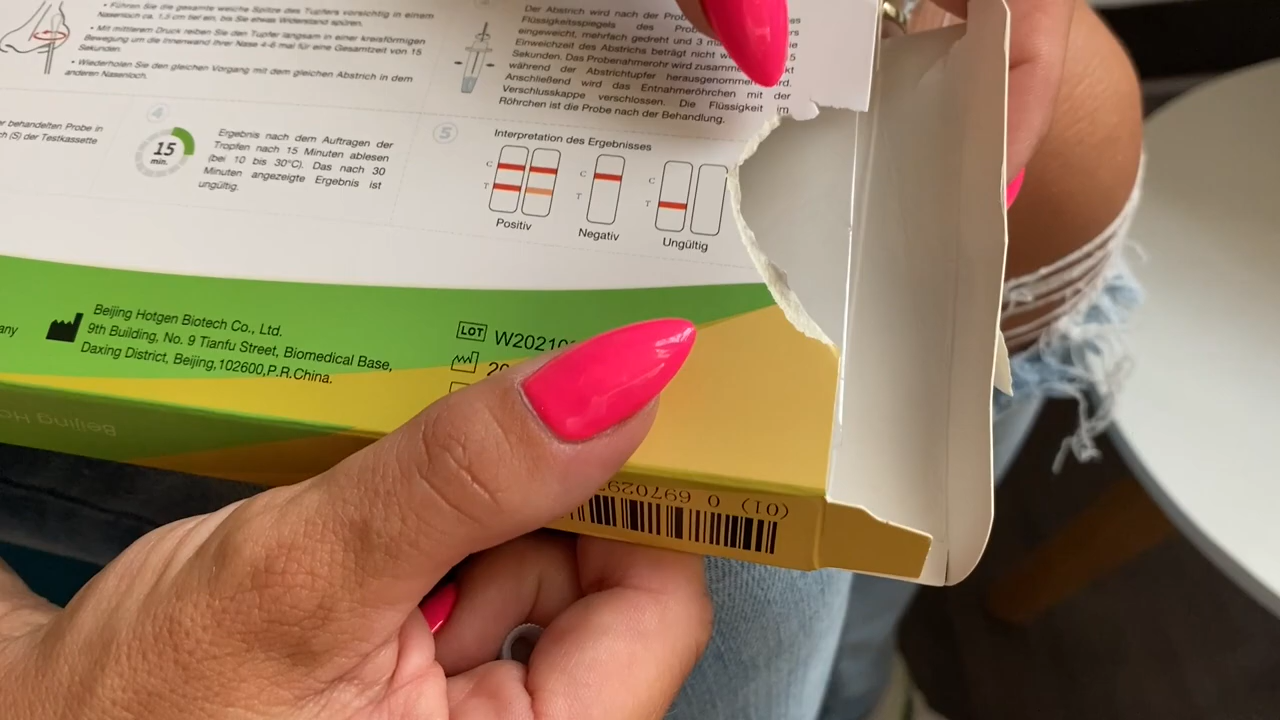 • Führen Sie die gesamte weiche Spitze des Tupfers vorsichtig in einem
Nasenloch ca. 1,5 cm tief ein, bis Sie etwas Widerstand spüren.
• Mit mittlerem Druck reiben Sie den Tupfer langsam in einer kreisförmigen
Bewegung um die Innenwand Ihrer Nase 4-6 mal für eine Gesamtzeit von 15
Sekunden.
• Wiederholen Sie den gleichen Vorgang mit dem gleichen Abstrich in dem
anderen Nasenloch.
Der Abstrich wird nach der
Flüssigkeitsspiegels des
eingeweicht, mehrfach gedreht und 3
Einweichzeit des Abstrichs beträgt nicht
Sekunden. Das Probenahmerohr wird
während der Abstrichtupfer
Anschließend wird das Entnahmeröhrchen mit der
Verschlusskappe verschlossen. Die Flüssigkeit im
Röhrchen ist die Probe nach der Behandlung.
behandelten Probe in
(S) der Testkassette
4
15
min.
Ergebnis nach dem Auftragen der
Tropfen nach 15 Minuten ablesen
(bei 10 bis 30°C). Das nach 30
Minuten angezeigte Ergebnis ist
ungültig.
5
Interpretation des Ergebnisses
C
T
C
T
C
T
Positiv
Negativ
Ungültig
Beijing Hotgen Biotech Co., Ltd.
9th Building, No. 9 Tianfu Street, Biomedical Base,
Daxing District, Beijing,102600,P.R.China.
LOT
Beijing
(01) 0